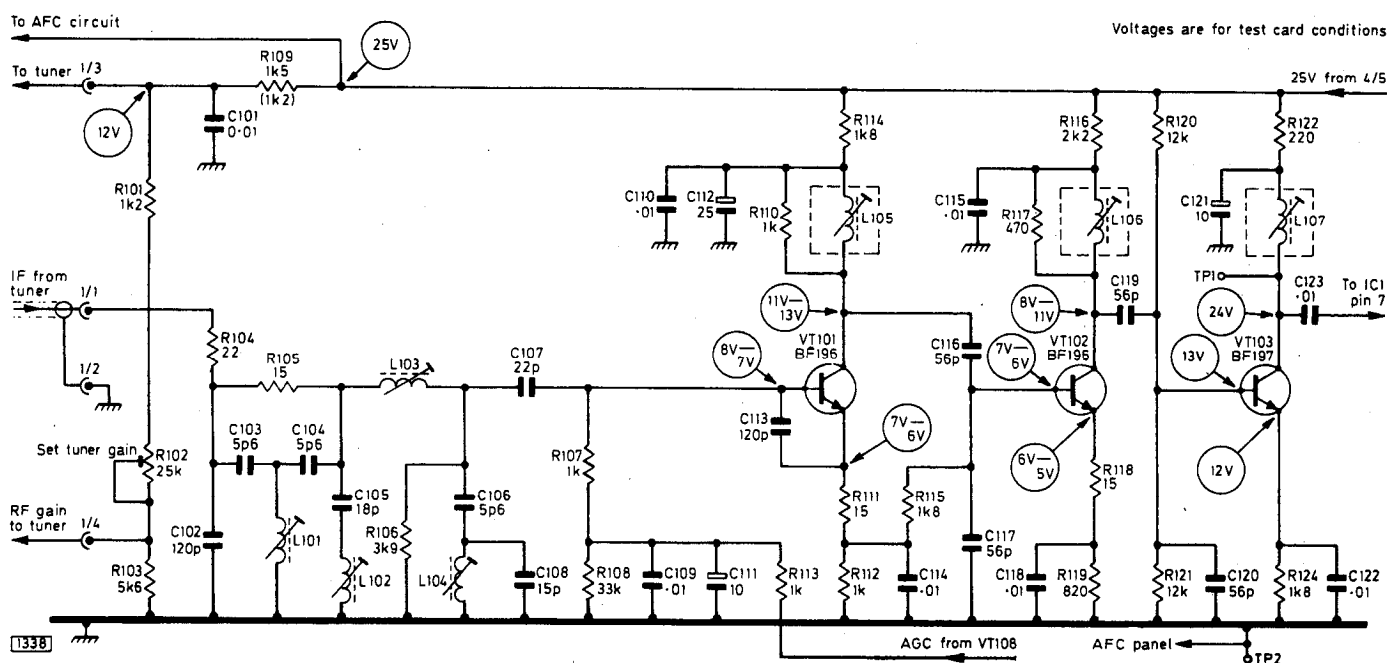 To AFC circuit
Voltages are for test card conditions
25V
To tuner
1/3
R109
1k5
(1k2)
25V from 4/5
12V
C101
0·01
R114
1k8
R116
2k2
R120
12k
R122
220
R101
1k2
C110
·01
C112
25
R110
1k
L105
C115
·01
R117
470
L106
C121
10
L107
IF from
tuner
1/1
TP1
C119
56p
C123
·01
To IC1
pin 7
11V—
13V
8V—
11V
24V
R104
22
1/2
R105
15
L103
C107
22p
8V—
7V
VT101
BF196
C116
56p
7V—
6V
VT102
BF196
13V
VT103
BF197
Set tuner gain
R102
25k
C103
5p6
C104
5p6
R107
1k
C113
120p
7V—
6V
6V—
5V
12V
RF gain
to tuner
1/4
C105
18p
C106
5p6
R111
15
R115
1k8
R118
15
C102
120p
L101
R106
3k9
L102
L104
C108
15p
R103
5k6
R108
33k
C109
·01
C111
10
R113
1k
R112
1k
C114
·01
C117
56p
C118
·01
R119
820
R121
12k
C120
56p
R124
1k8
C122
·01
1338
AGC from VT108
AFC panel
TP2